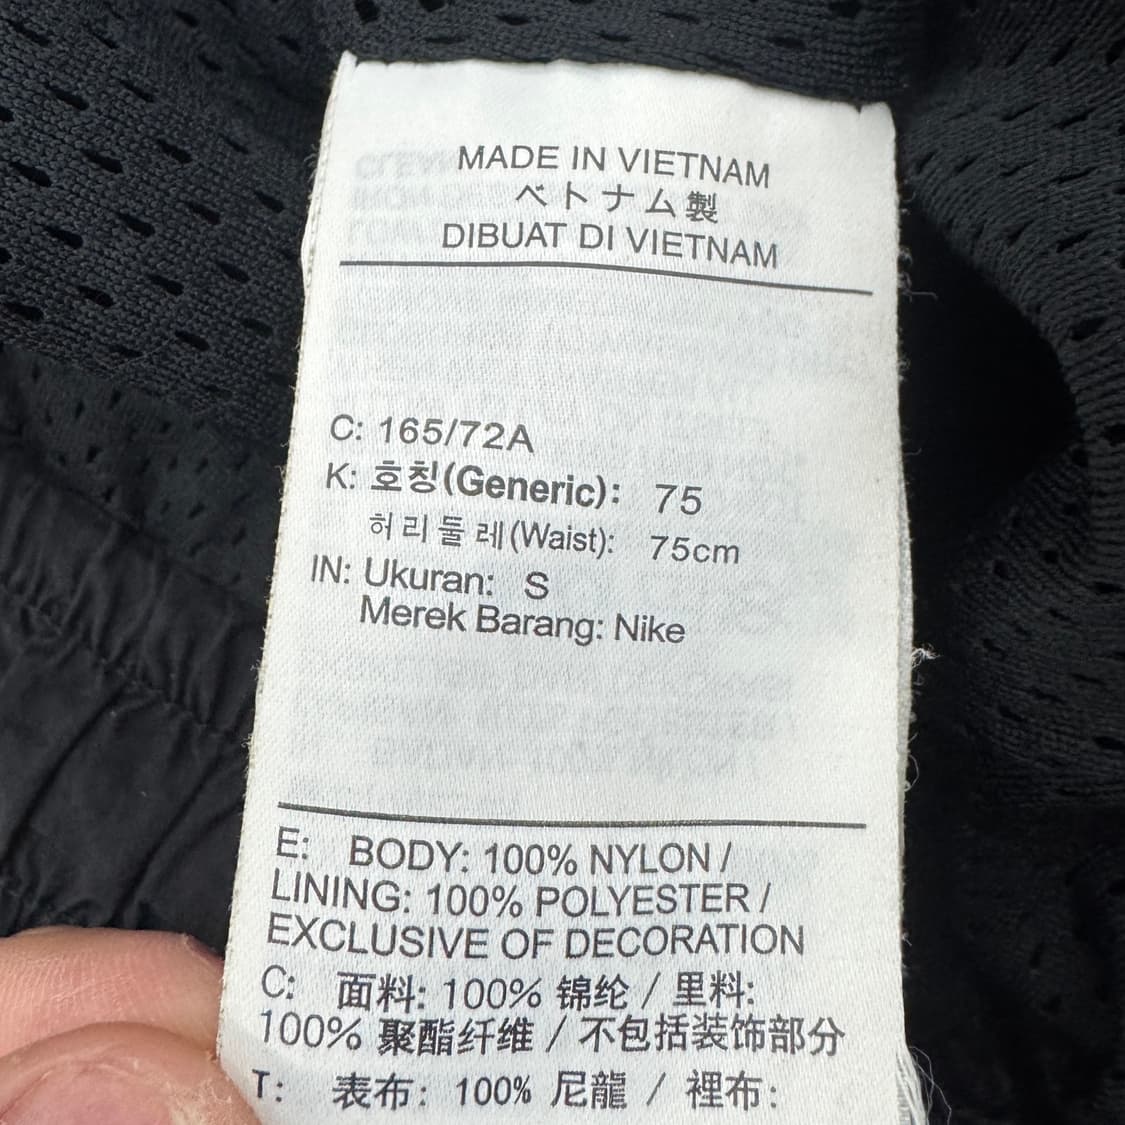 MADE IN VIETNAM
ベトナム製
DIBUAT DI VIETNAM
C: 165/72A
K: 호칭(Generic): 75
허리둘레(Waist): 75cm
IN: Ukuran: S
Merek Barang: Nike
E: BODY: 100% NYLON /
LINING: 100% POLYESTER /
EXCLUSIVE OF DECORATION
C: 面料: 100% 锦纶 / 里料:
100% 聚酯纤维 / 不包括装饰部分
T: 表布: 100% 尼龍 / 裡布: